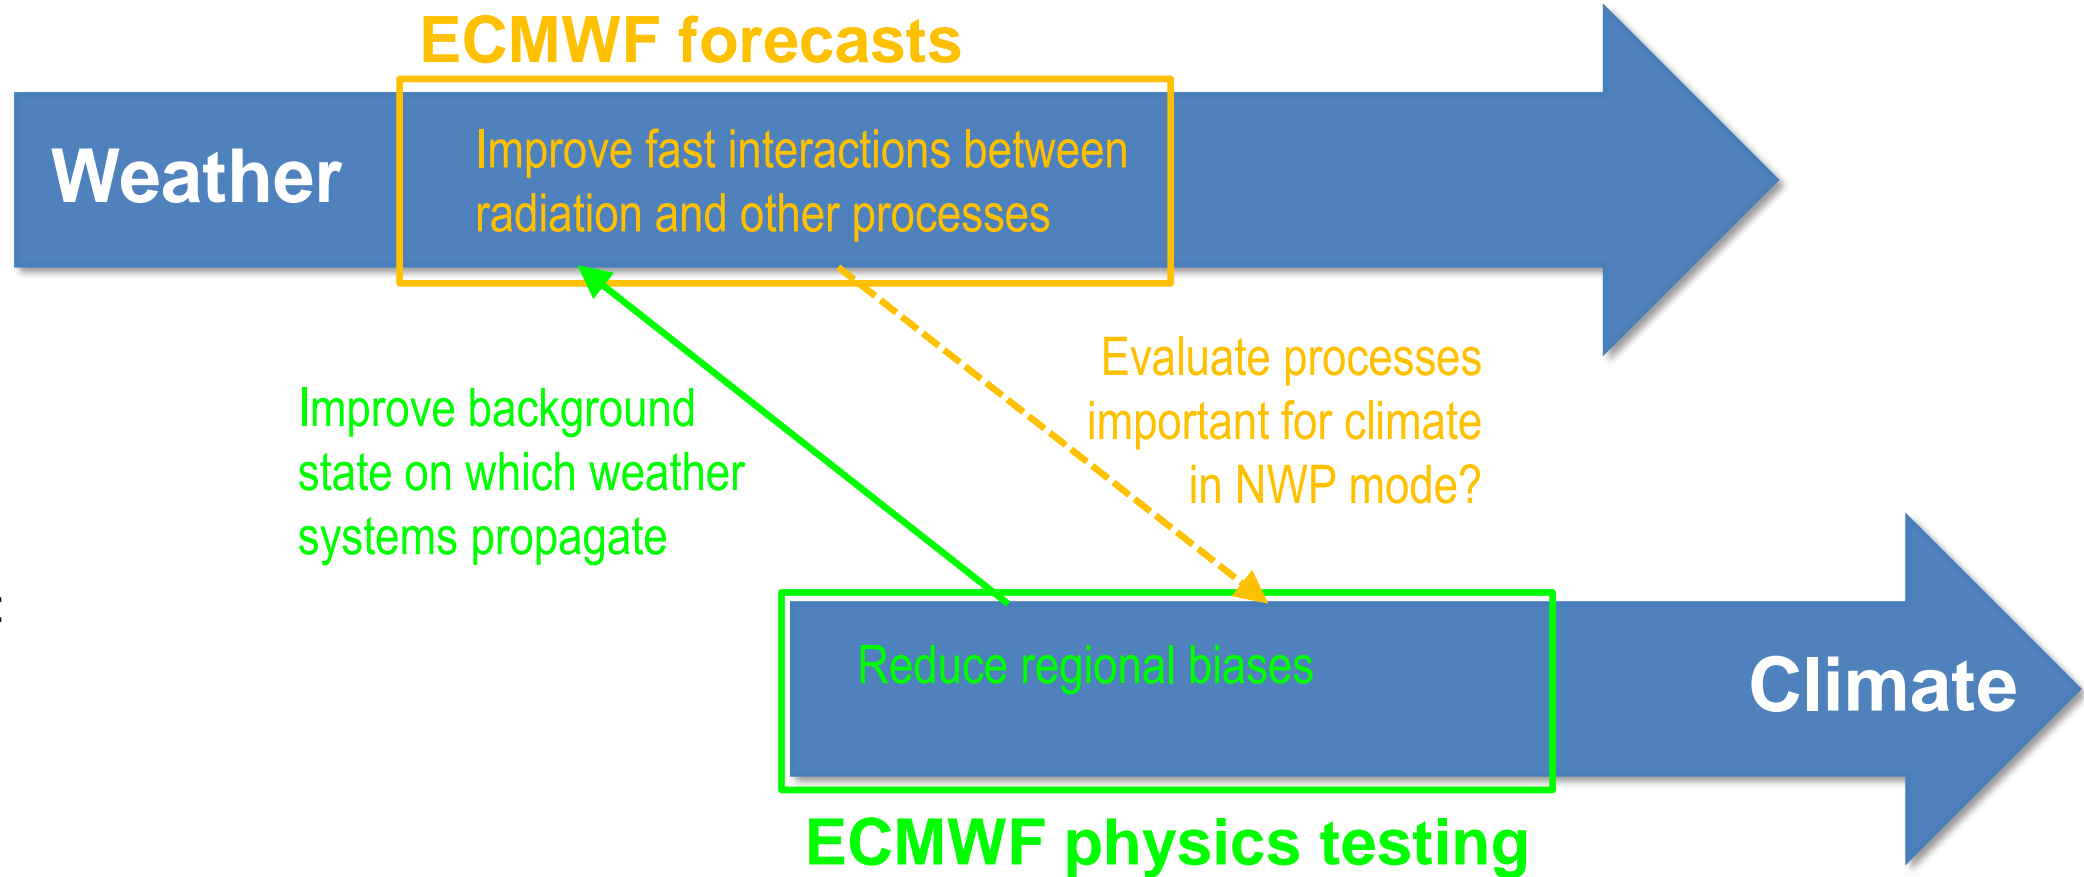 ECMWF forecasts
Weather
Improve fast interactions between
radiation and other processes
Evaluate processes
important for climate
in NWP mode?
Improve background
state on which weather
systems propagate
:
Reduce regional biases
Climate
ECMWF physics testing